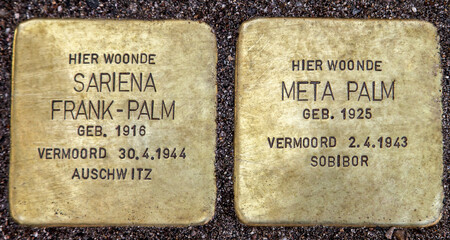 HIER WOONDE
SARIENA
FRANK-PALM
GEB. 1916
VERMOORD 30.4.1944
AUSCHWITZ
HIER WOONDE
META PALM
GEB. 1925
VERMOORD 2.4.1943
SOBIBOR